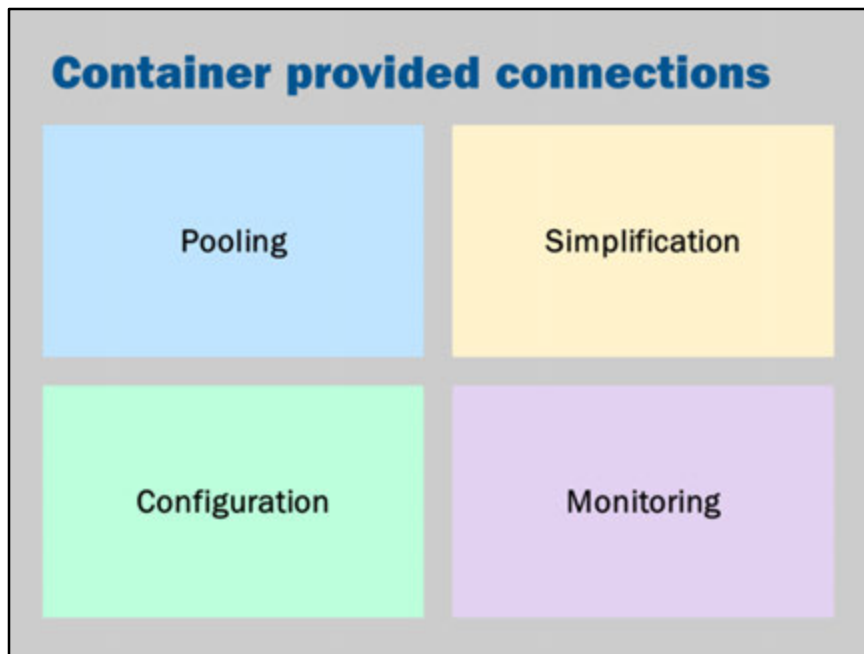 Container provided connections
Pooling
Simplification
Configuration
Monitoring